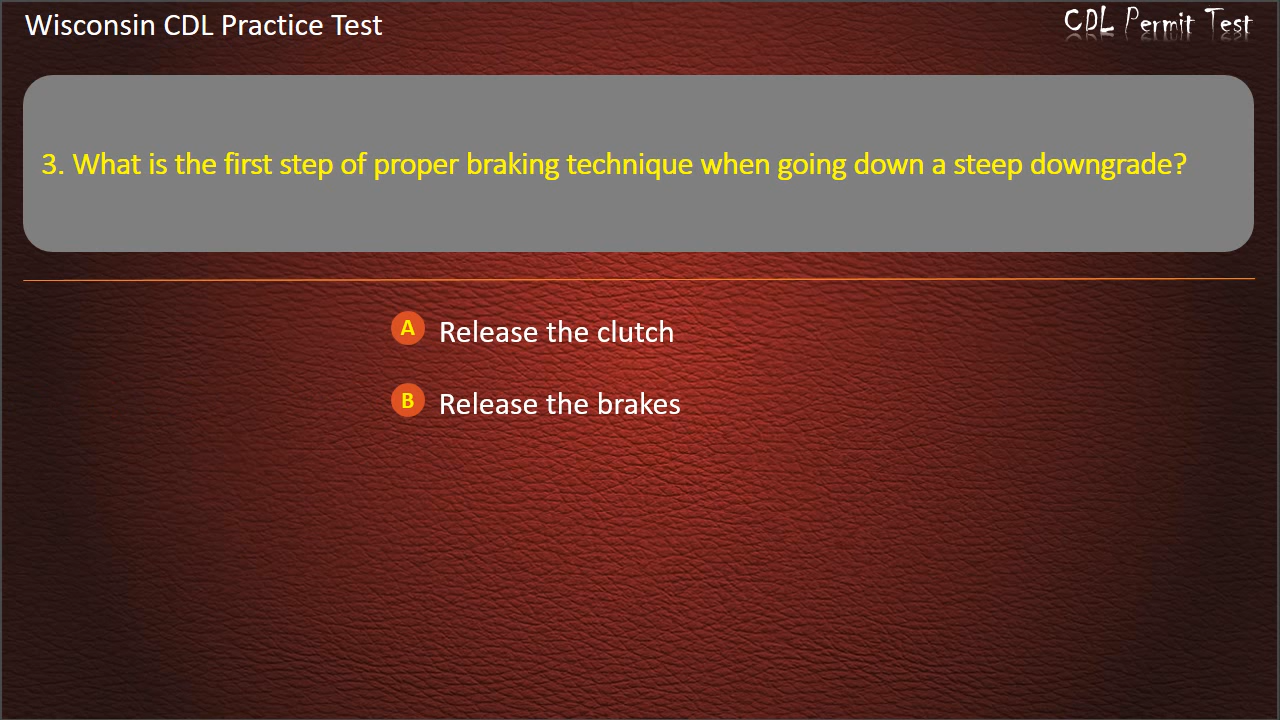 Wisconsin CDL Practice Test
CDL Permit Test
3. What is the first step of proper braking technique when going down a steep downgrade?
A Release the clutch
B Release the brakes